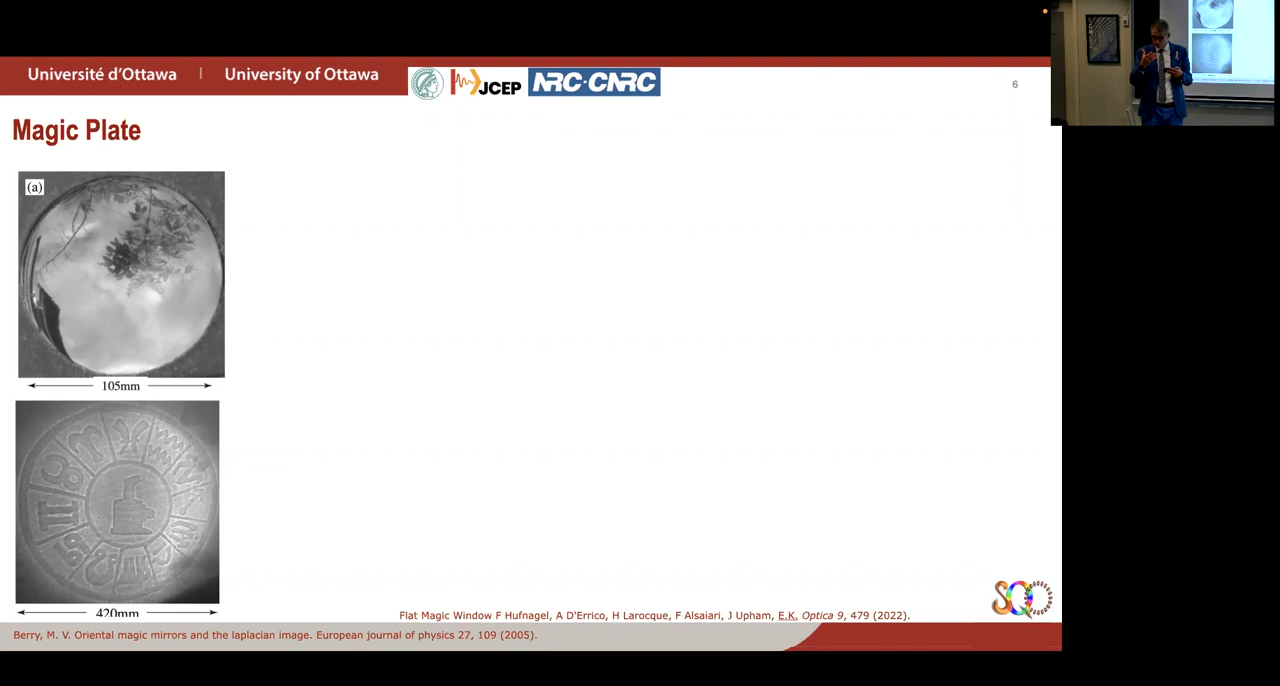 Université d'Ottawa | University of Ottawa
JCEP
NRC·CNRC
6
Magic Plate
(a)
105mm
420mm
Flat Magic Window F Hufnagel, A D'Errico, H Larocque, F Alsaiari, J Upham, E.K. Optica 9, 479 (2022).
SQ
Berry, M. V. Oriental magic mirrors and the laplacian image. European journal of physics 27, 109 (2005).